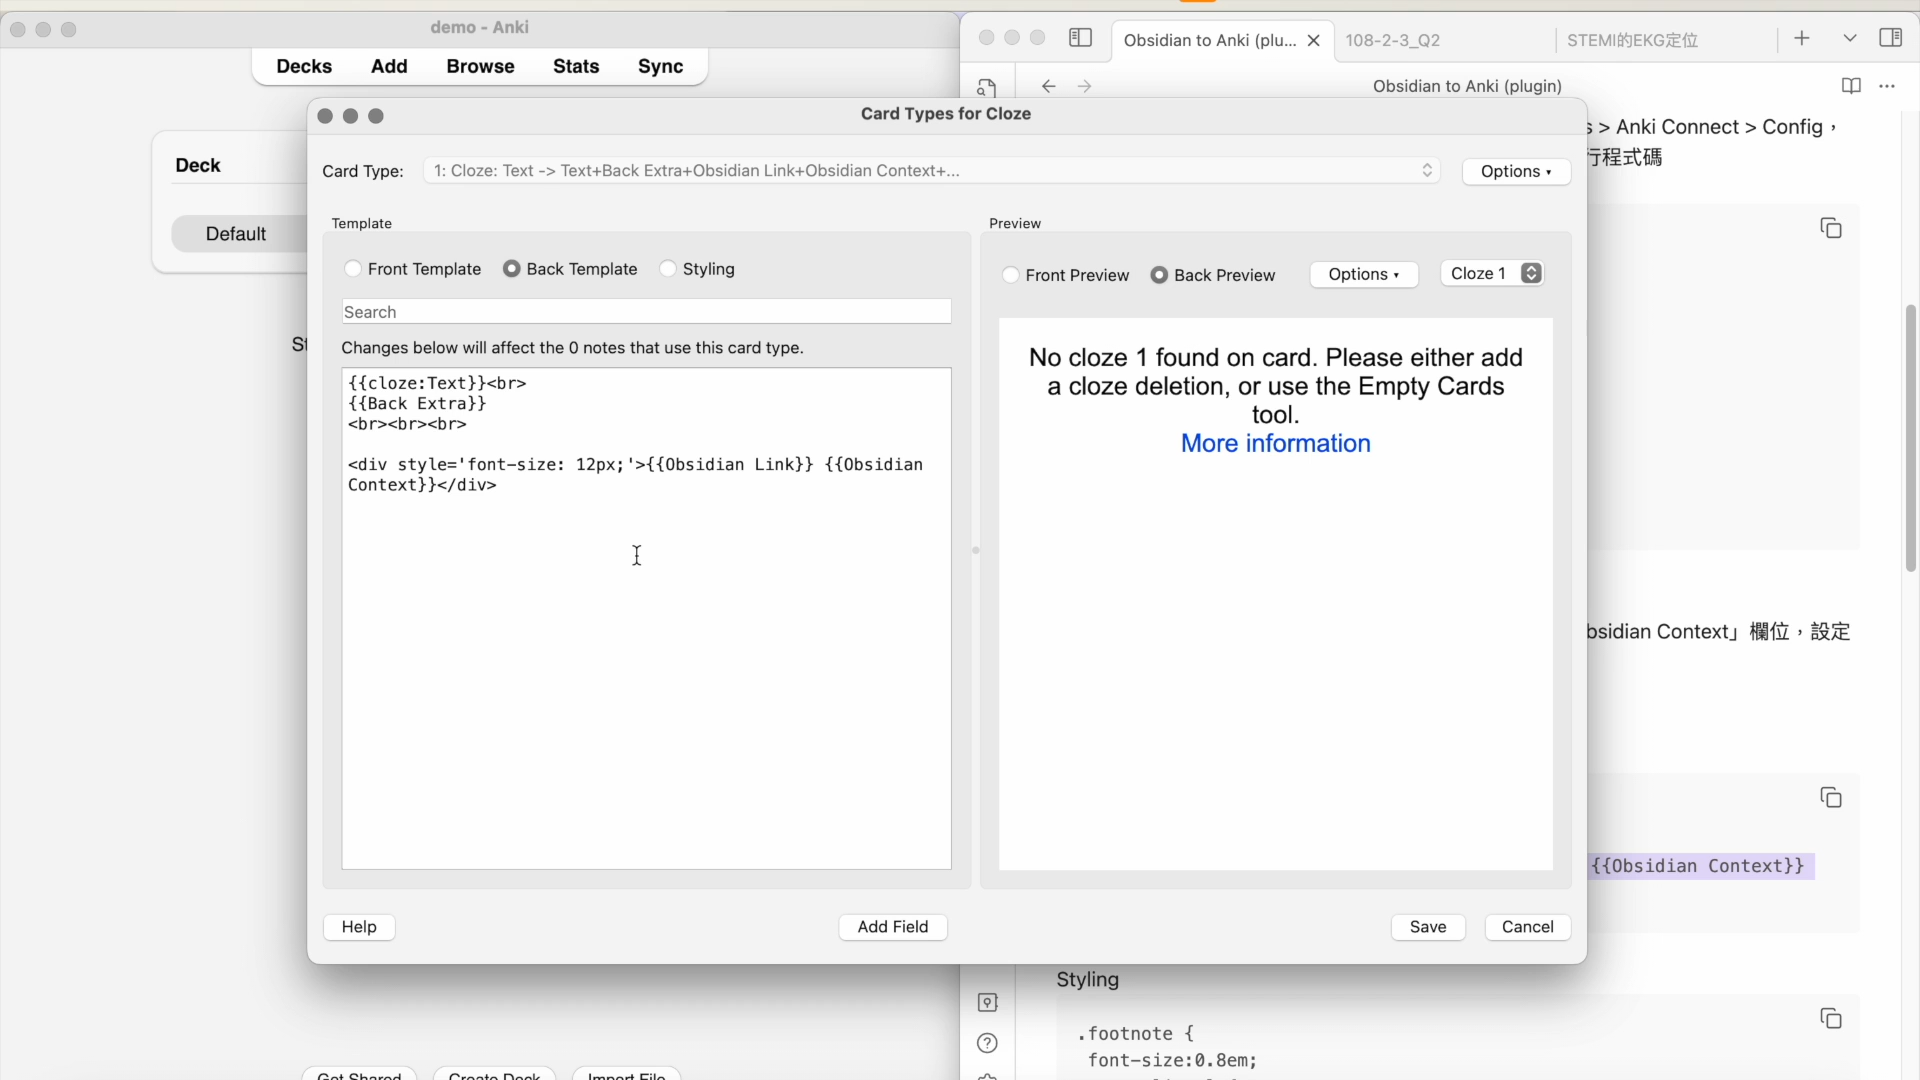 demo - Anki
Decks Add Browse Stats Sync
Deck
Default
Obsidian to Anki (plu...
108-2-3_Q2
STEMI的EKG定位
Obsidian to Anki (plugin)
Card Types for Cloze
Card Type: 1: Cloze: Text -> Text+Back Extra+Obsidian Link+Obsidian Context+...
Options
Template
Front Template Back Template Styling
Search
Changes below will affect the 0 notes that use this card type.
{{cloze:Text}}<br>
{{Back Extra}}
<br><br><br>
<div style='font-size: 12px;'>{{Obsidian Link}} {{Obsidian
Context}}</div>
Preview
Front Preview Back Preview Options Cloze 1
No cloze 1 found on card. Please either add
a cloze deletion, or use the Empty Cards
tool.
More information
Help Add Field Save Cancel
> Anki Connect > Config，
行程式碼
bsidian Context」欄位，設定
{{Obsidian Context}}
Styling
.footnote {
font-size:0.8em;
Get Shared Create Deck Import File